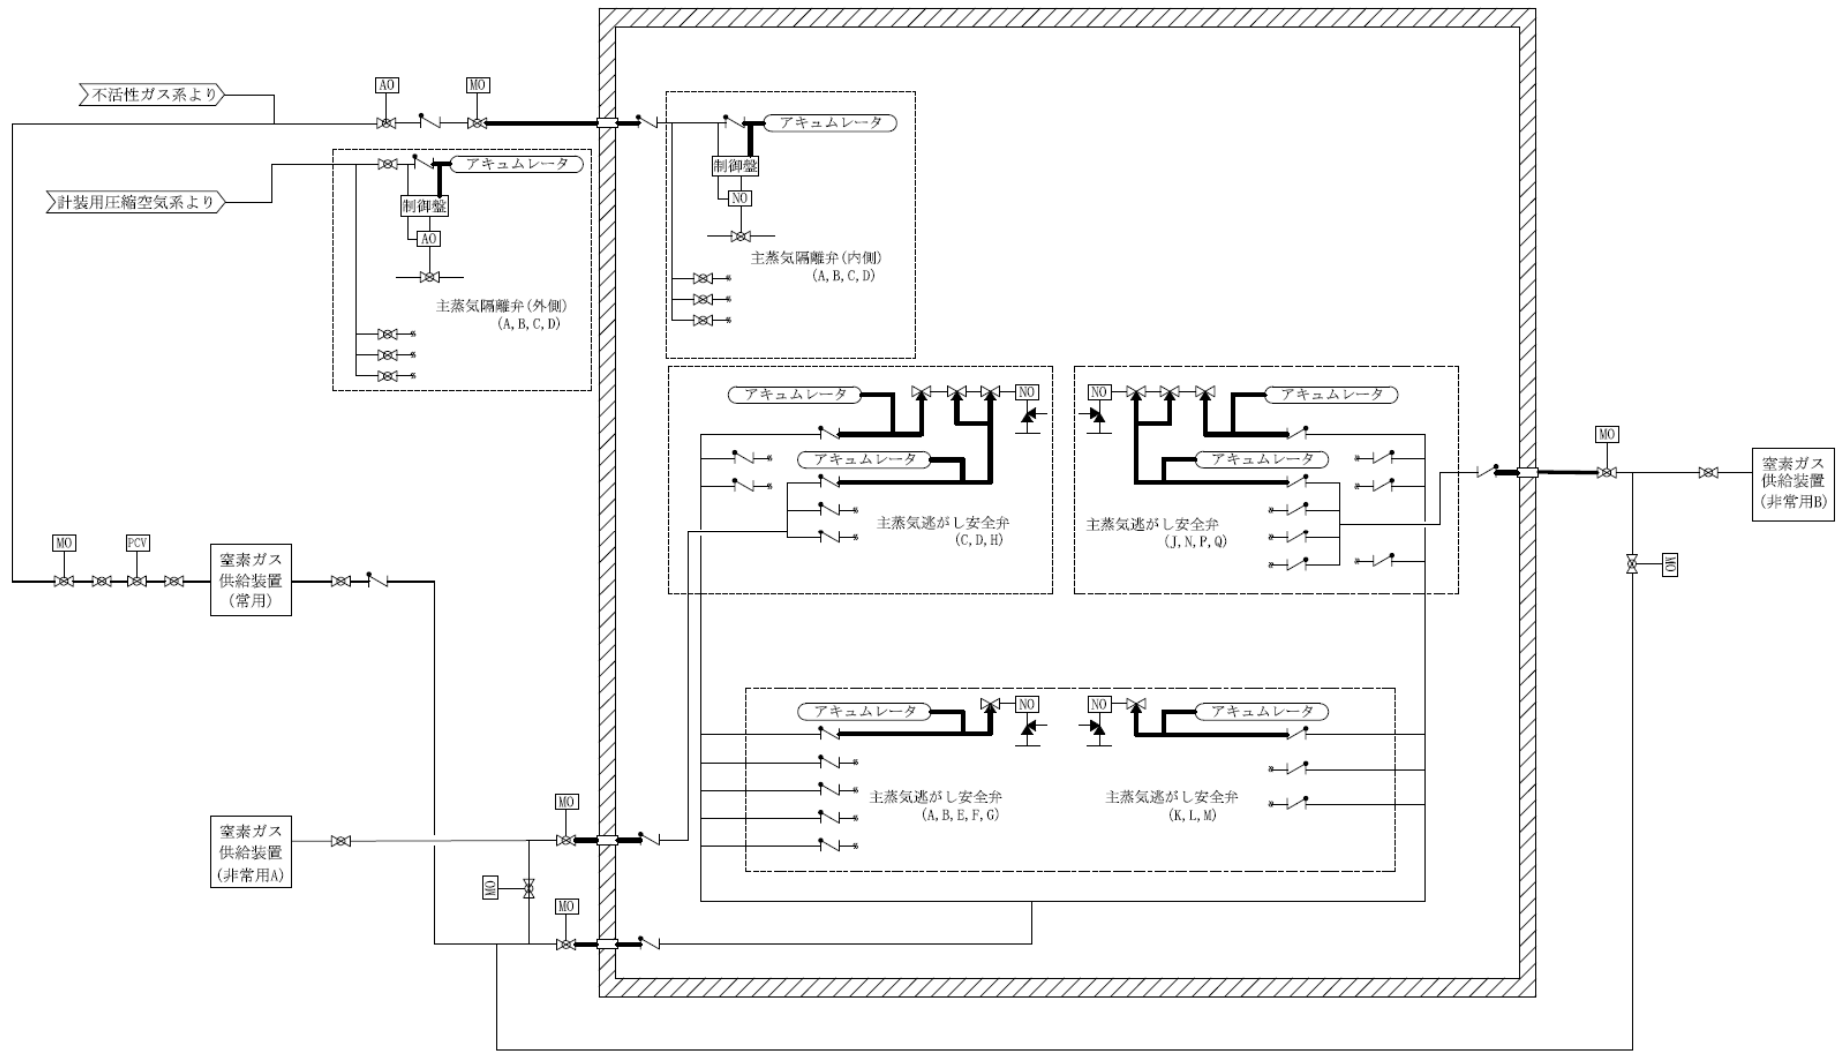 不活性ガス系より
AO
MO
アキュムレータ
制御盤
NO
主蒸気隔離弁(内側)
(A, B, C, D)
計装用圧縮空気系より
アキュムレータ
制御盤
AO
主蒸気隔離弁(外側)
(A, B, C, D)
アキュムレータ
NO
アキュムレータ
主蒸気逃がし安全弁
(C, D, H)
NO
アキュムレータ
アキュムレータ
主蒸気逃がし安全弁
(J, N, P, Q)
MO
窒素ガス
供給装置
(非常用B)
MO
MO
PCV
窒素ガス
供給装置
(常用)
アキュムレータ
NO
主蒸気逃がし安全弁
(A, B, E, F, G)
NO
アキュムレータ
主蒸気逃がし安全弁
(K, L, M)
窒素ガス
供給装置
(非常用A)
MO
MO
MO